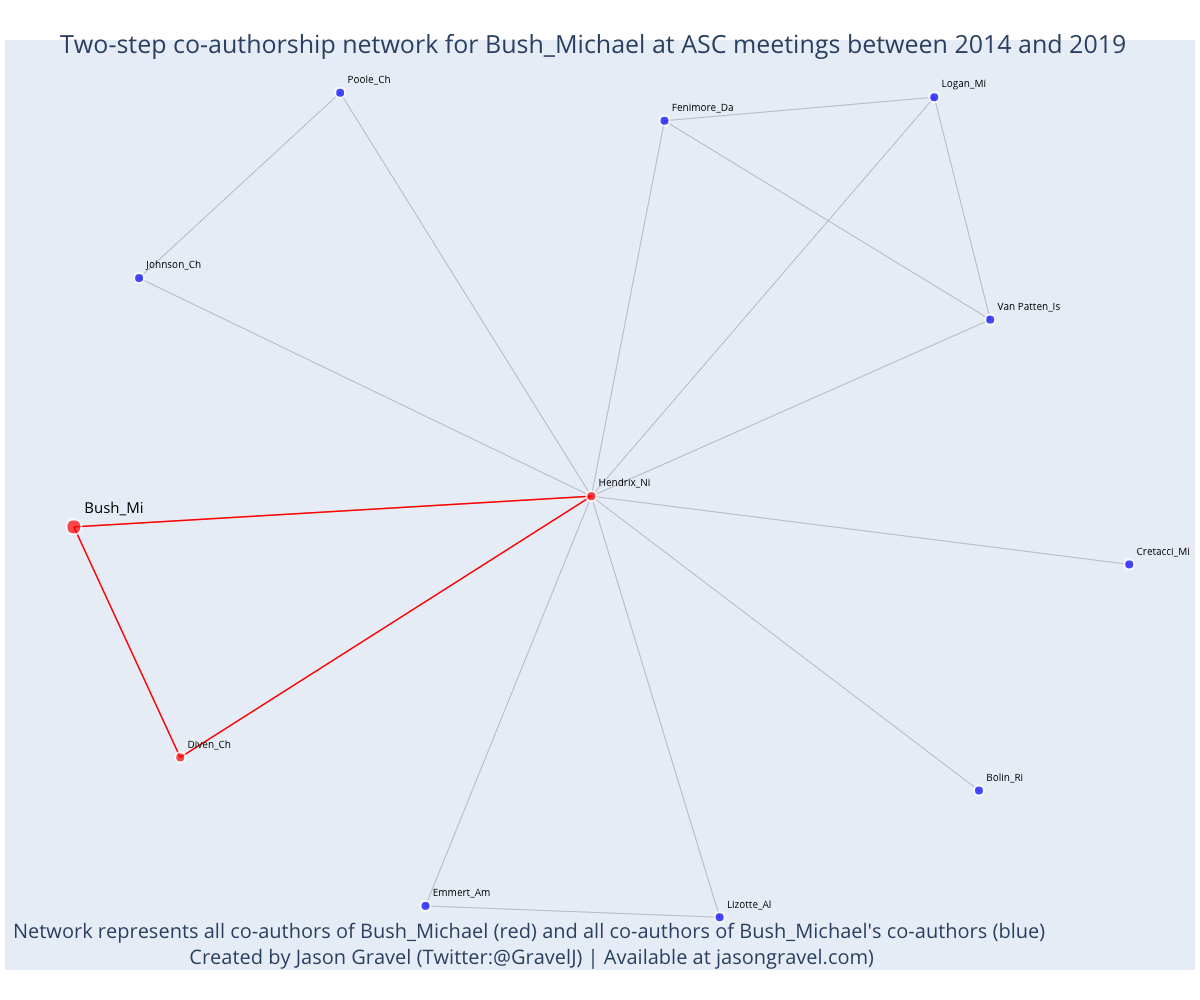 Two-step co-authorship network for Bush_Michael at ASC meetings between 2014 and 2019
Poole_Ch
Logan_Mi
Fenimore_Da
Johnson_Ch
Van Patten_Is
Hendrix_Ni
Bush_Mi
Cretacci_Mi
Diven_Ch
Bolin_Ri
Emmert_Am
Lizotte_Al
Network represents all co-authors of Bush_Michael (red) and all co-authors of Bush_Michael's co-authors (blue)
Created by Jason Gravel (Twitter:@GravelJ) | Available at jasongravel.com)